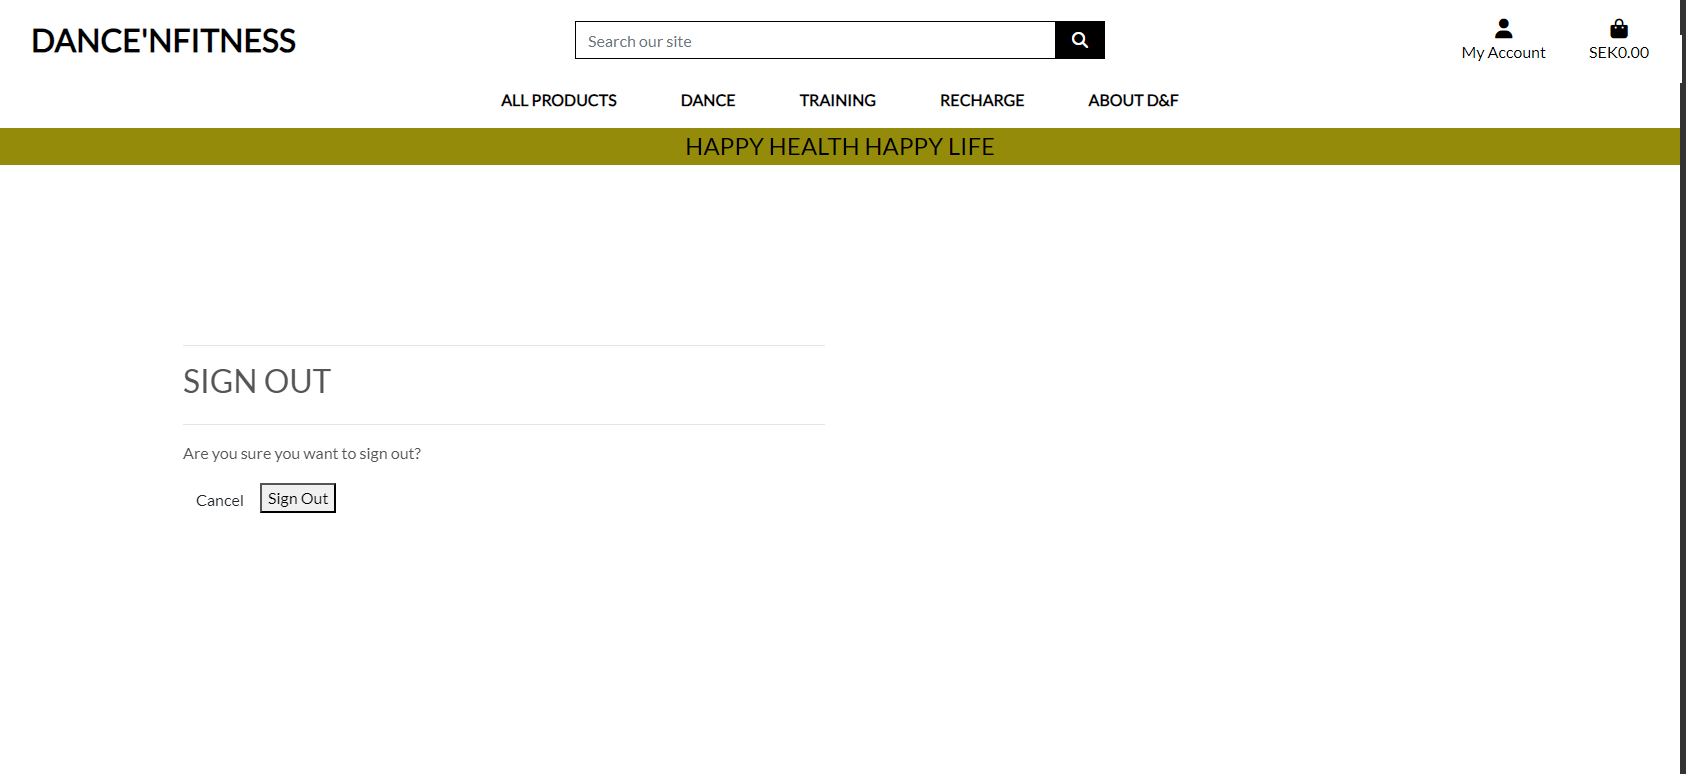 DANCE'NFITNESS
Search our site
My Account
SEK0.00
ALL PRODUCTS DANCE TRAINING RECHARGE ABOUT D&F
HAPPY HEALTH HAPPY LIFE
SIGN OUT
Are you sure you want to sign out?
Cancel Sign Out